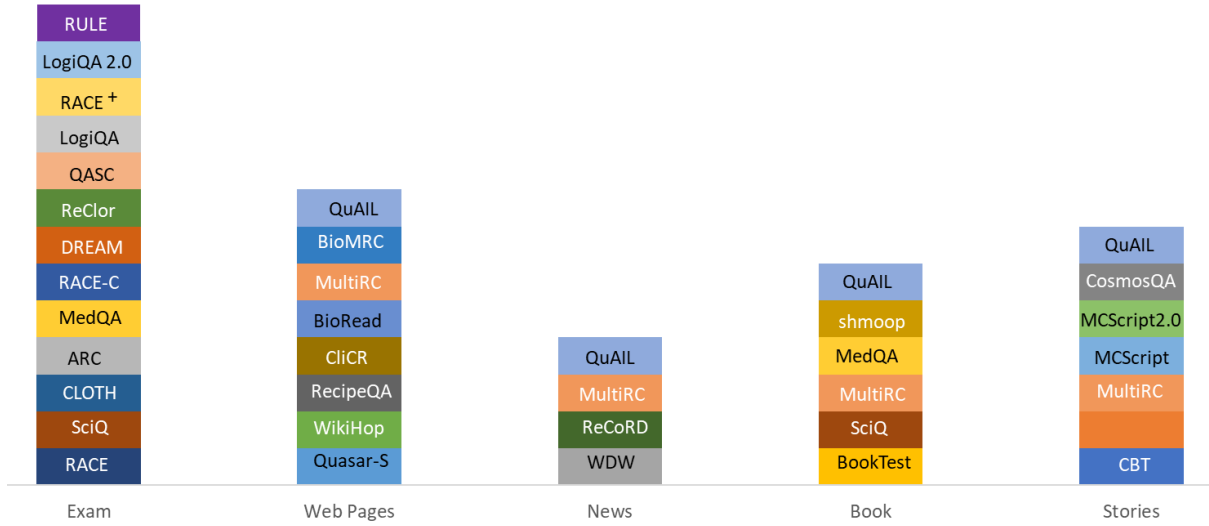 RULE
LogiQA 2.0
RACE +
LogiQA
QASC
ReClor
DREAM
RACE-C
MedQA
ARC
CLOTH
SciQ
RACE
Exam
QuAIL
BioMRC
MultiRC
BioRead
CliCR
RecipeQA
WikiHop
Quasar-S
Web Pages
QuAIL
MultiRC
ReCoRD
WDW
News
QuAIL
shmoop
MedQA
MultiRC
SciQ
BookTest
Book
QuAIL
CosmosQA
MCScript2.0
MCScript
MultiRC
CBT
Stories